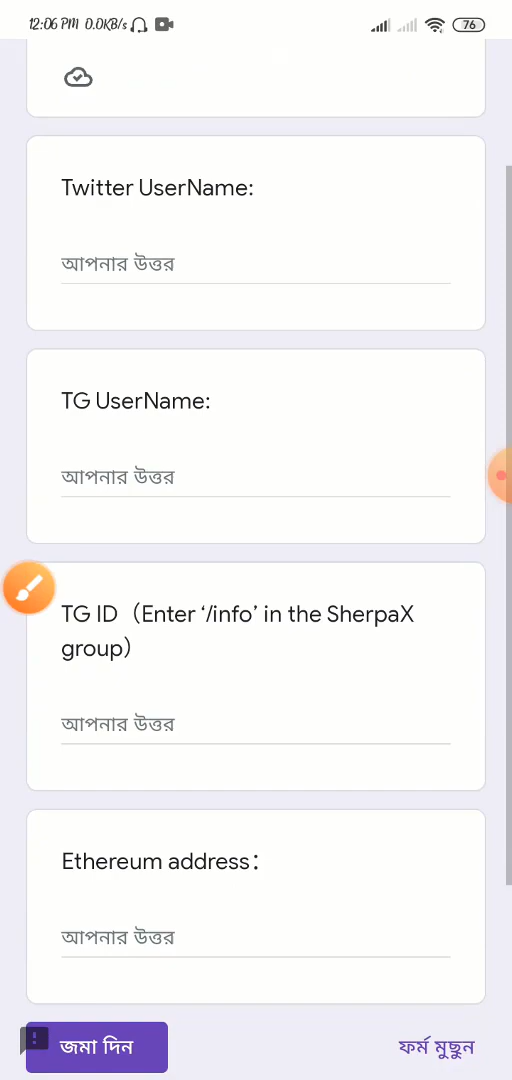 12:06 PM 0.0KB/s 76
Twitter UserName:
আপনার উত্তর
TG UserName:
আপনার উত্তর
TG ID（Enter ‘/info’ in the SherpaX
group）
আপনার উত্তর
Ethereum address：
আপনার উত্তর
জমা দিন
ফর্ম মুছুন